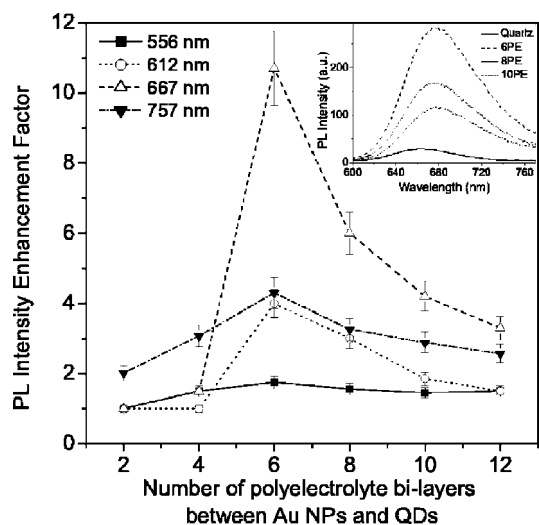 PL Intensity Enhancement Factor
12
10
8
6
4
2
0
2 4 6 8 10 12
Number of polyelectrolyte bi-layers
between Au NPs and QDs
556 nm
612 nm
667 nm
757 nm
PL Intensity (a.u.)
200
100
0
600 640 680 720 760
Wavelength (nm)
Quartz
6PE
8PE
10PE